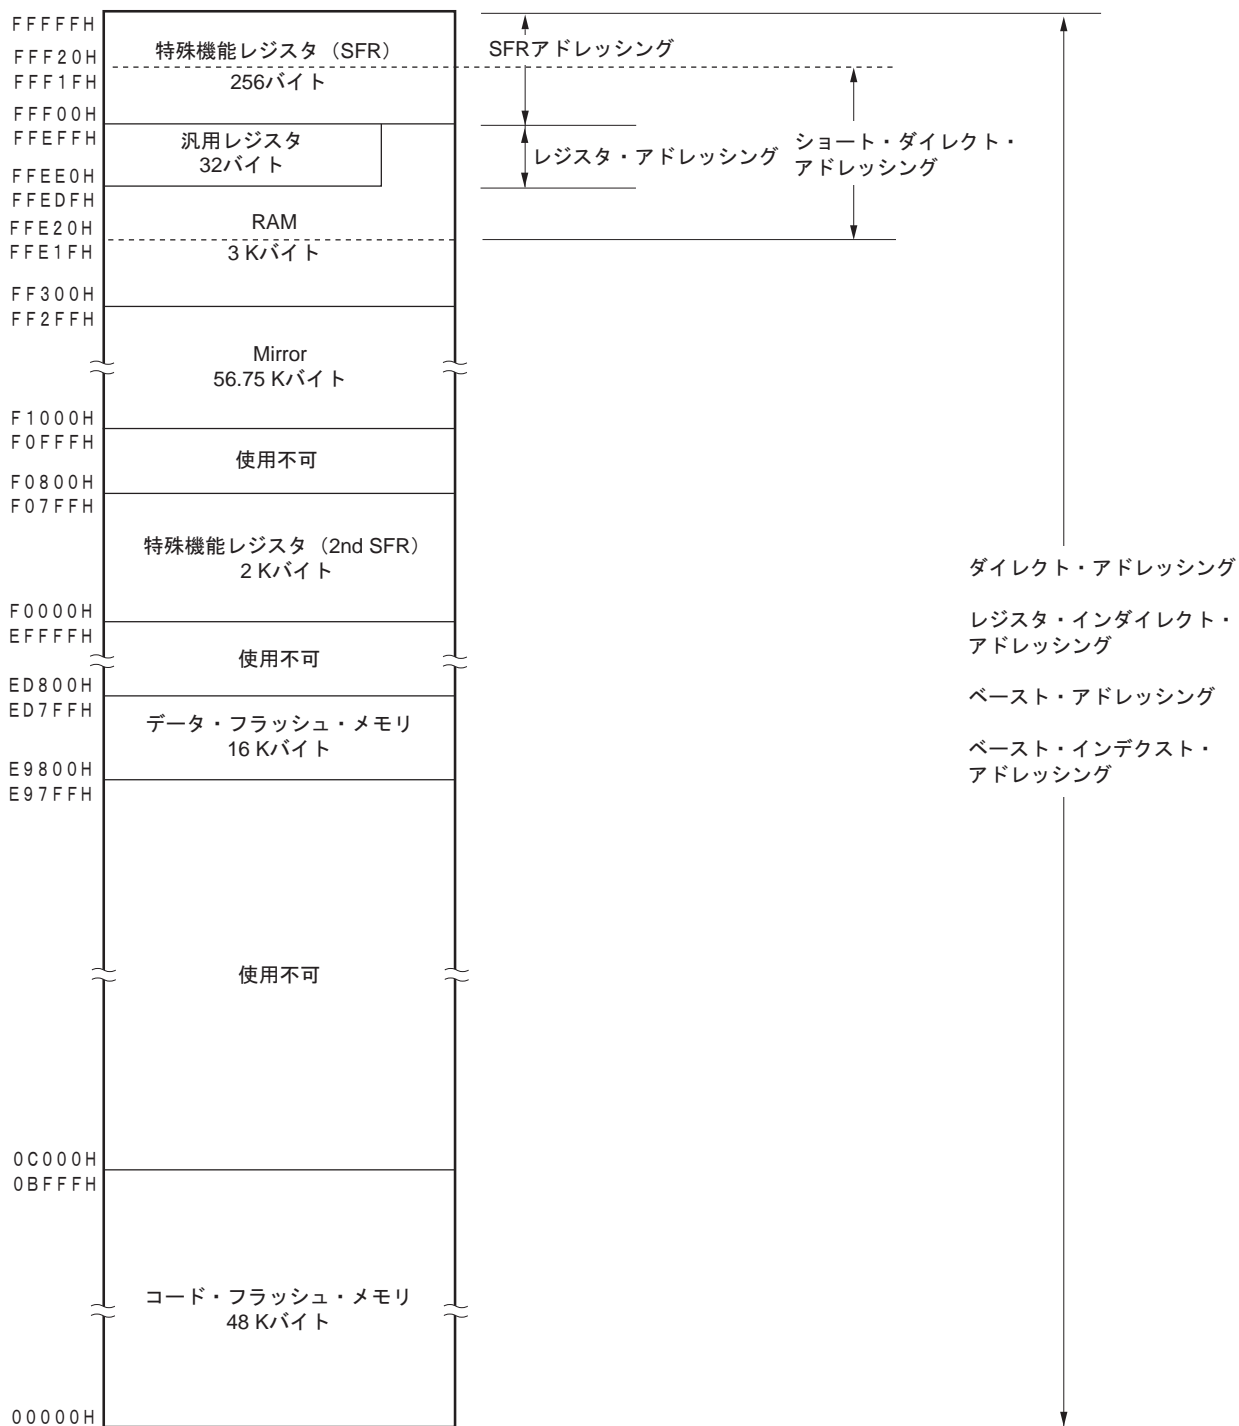 FFFFFH
FFF20H
FFF1FH
FFF00H
FFEFFH
FFEE0H
FFEDFH
FFE20H
FFE1FH
FF300H
FF2FFH
F1000H
F0FFFH
F0800H
F07FFH
F0000H
EFFFFH
ED800H
ED7FFH
E9800H
E97FFH
0C000H
0BFFFH
00000H
特殊機能レジスタ（SFR）
256バイト
汎用レジスタ
32バイト
RAM
3 Kバイト
Mirror
56.75 Kバイト
使用不可
特殊機能レジスタ（2nd SFR）
2 Kバイト
使用不可
データ・フラッシュ・メモリ
16 Kバイト
使用不可
コード・フラッシュ・メモリ
48 Kバイト
SFRアドレッシング
レジスタ・アドレッシング
ショート・ダイレクト・
アドレッシング
ダイレクト・アドレッシング
レジスタ・インダイレクト・
アドレッシング
ベースト・アドレッシング
ベースト・インデクスト・
アドレッシング